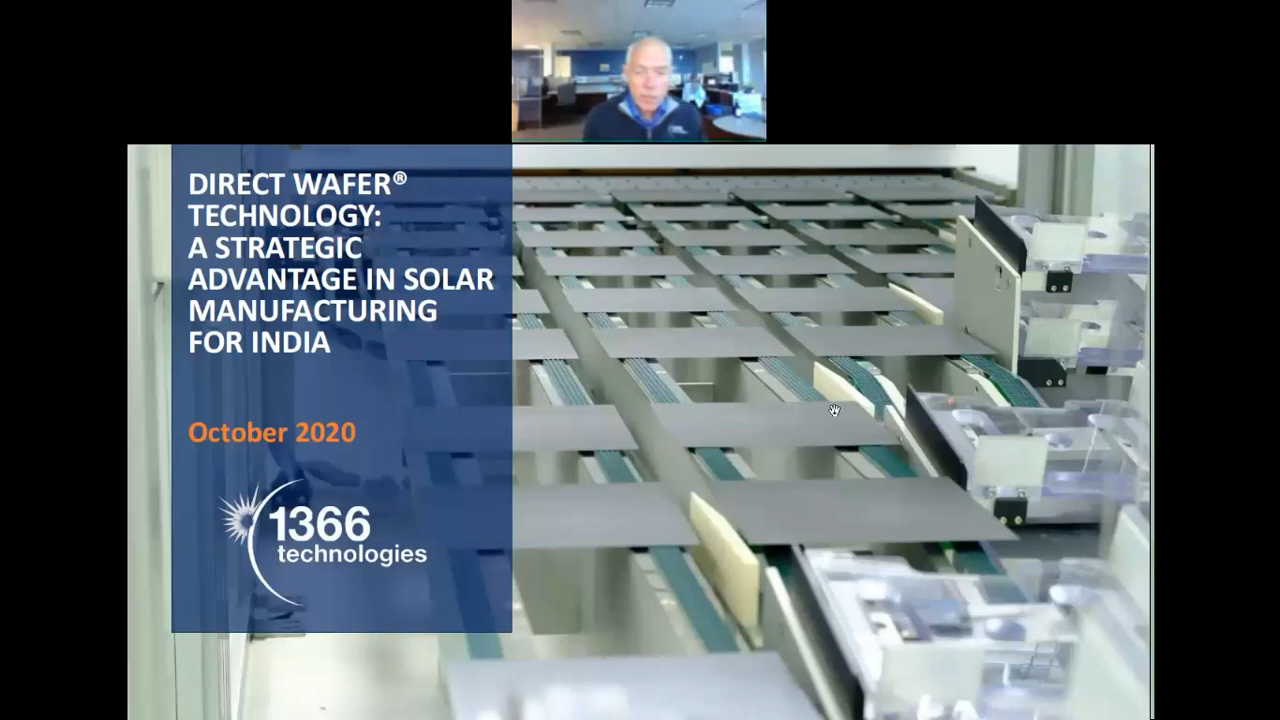 DIRECT WAFER®
TECHNOLOGY:
A STRATEGIC
ADVANTAGE IN SOLAR
MANUFACTURING
FOR INDIA
October 2020
1366
technologies